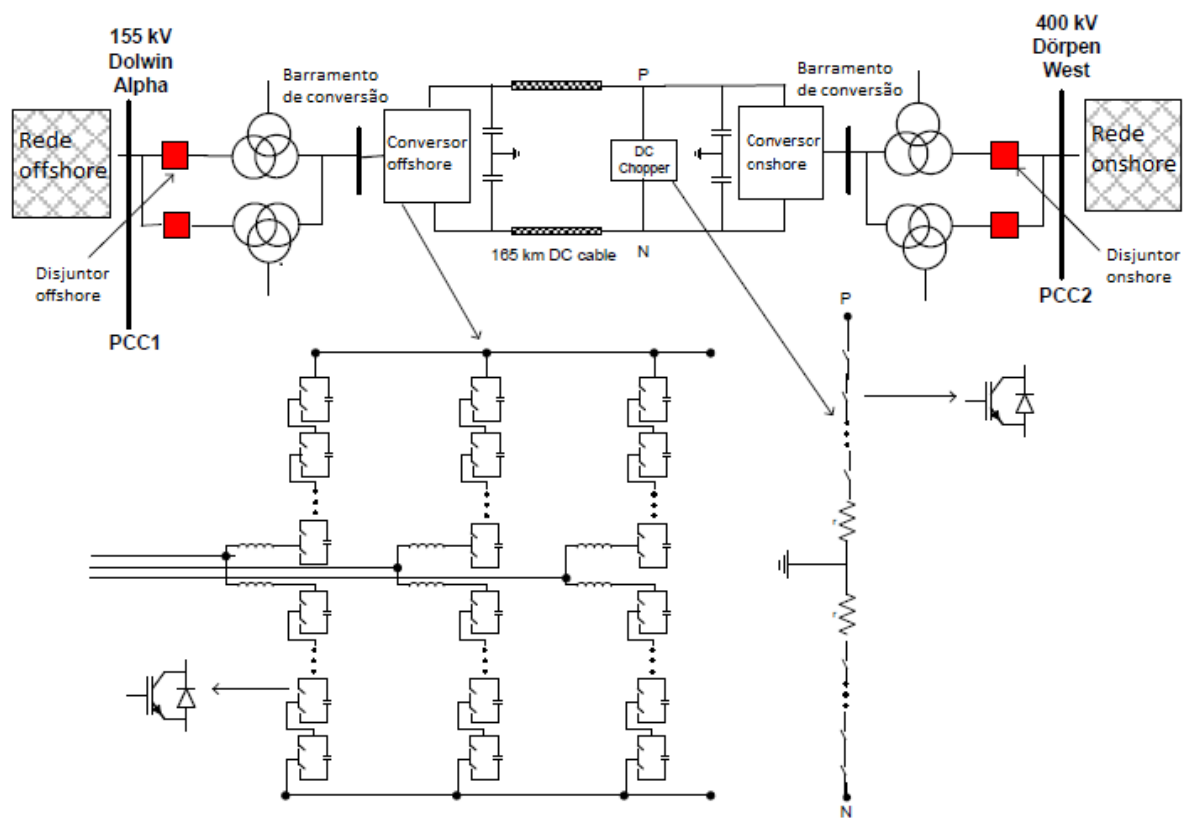 155 kV
Dolwin
Alpha
400 kV
Dörpen
West
Barramento
de conversão
P
Barramento
de conversão
Rede
offshore
Conversor
offshore
DC
Chopper
Conversor
onshore
Rede
onshore
165 km DC cable
N
Disjuntor
offshore
Disjuntor
onshore
PCC1
PCC2
P
N